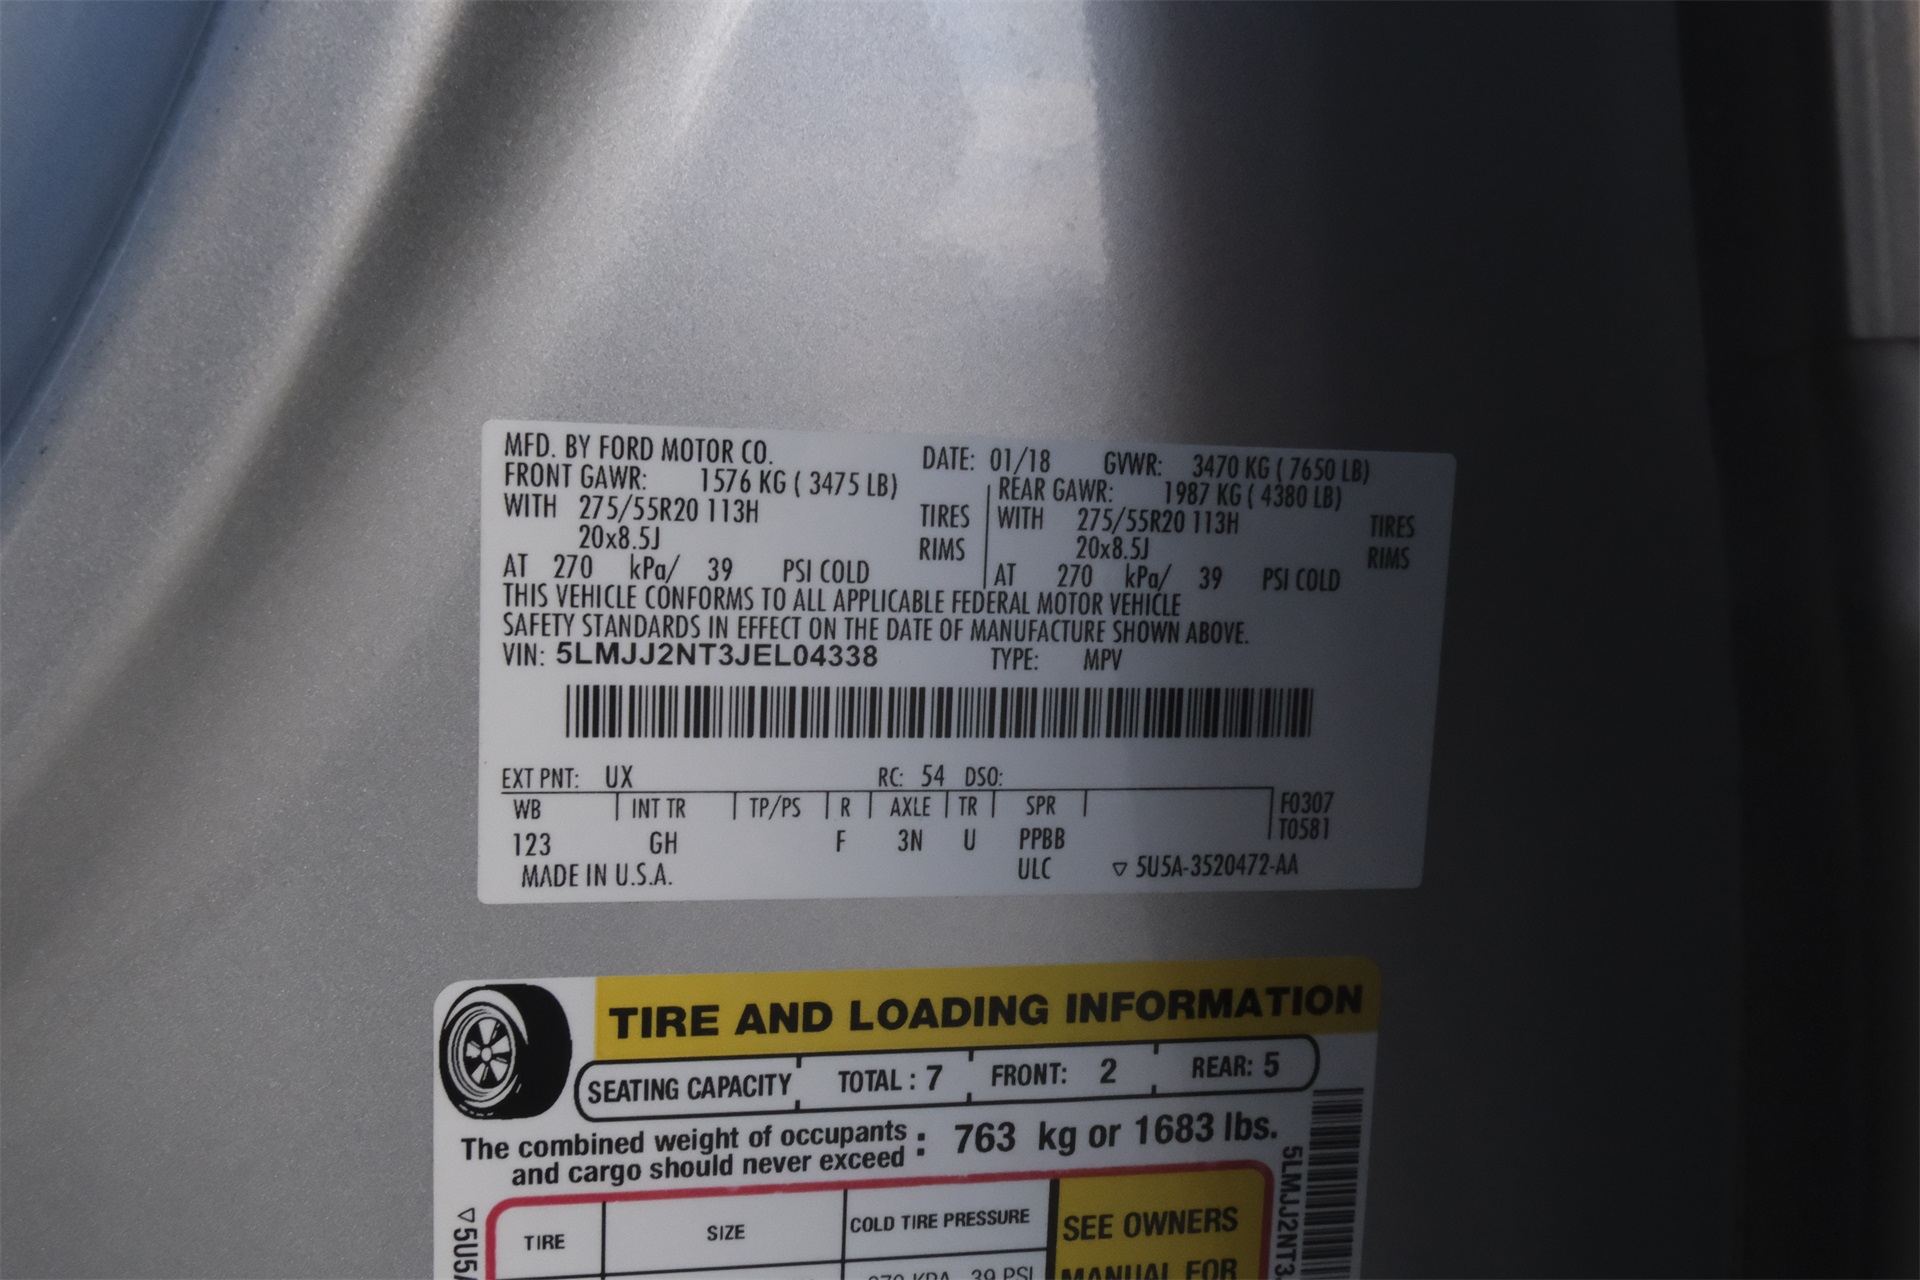 MFD. BY FORD MOTOR CO. DATE: 01/18 GVWR: 3470 KG ( 7650 LB)
FRONT GAWR: 1576 KG ( 3475 LB) REAR GAWR: 1987 KG ( 4380 LB)
WITH 275/55R20 113H TIRES WITH 275/55R20 113H TIRES
20x8.5J RIMS 20x8.5J RIMS
AT 270 kPa/ 39 PSI COLD AT 270 kPa/ 39 PSI COLD
THIS VEHICLE CONFORMS TO ALL APPLICABLE FEDERAL MOTOR VEHICLE
SAFETY STANDARDS IN EFFECT ON THE DATE OF MANUFACTURE SHOWN ABOVE.
VIN: 5LMJJ2NT3JEL04338 TYPE: MPV
EXT PNT: UX RC: 54 DSO:
WB INT TR TP/PS R AXLE TR SPR F0307
T0581
123 GH F 3N U PPBB
MADE IN U.S.A. ULC ▽ 5U5A-3520472-AA
TIRE AND LOADING INFORMATION
SEATING CAPACITY TOTAL : 7 FRONT: 2 REAR: 5
The combined weight of occupants
and cargo should never exceed : 763 kg or 1683 lbs.
TIRE SIZE COLD TIRE PRESSURE SEE OWNERS
39 PSI MANUAL FOR
5LMJJ2NT3
▽5U5A